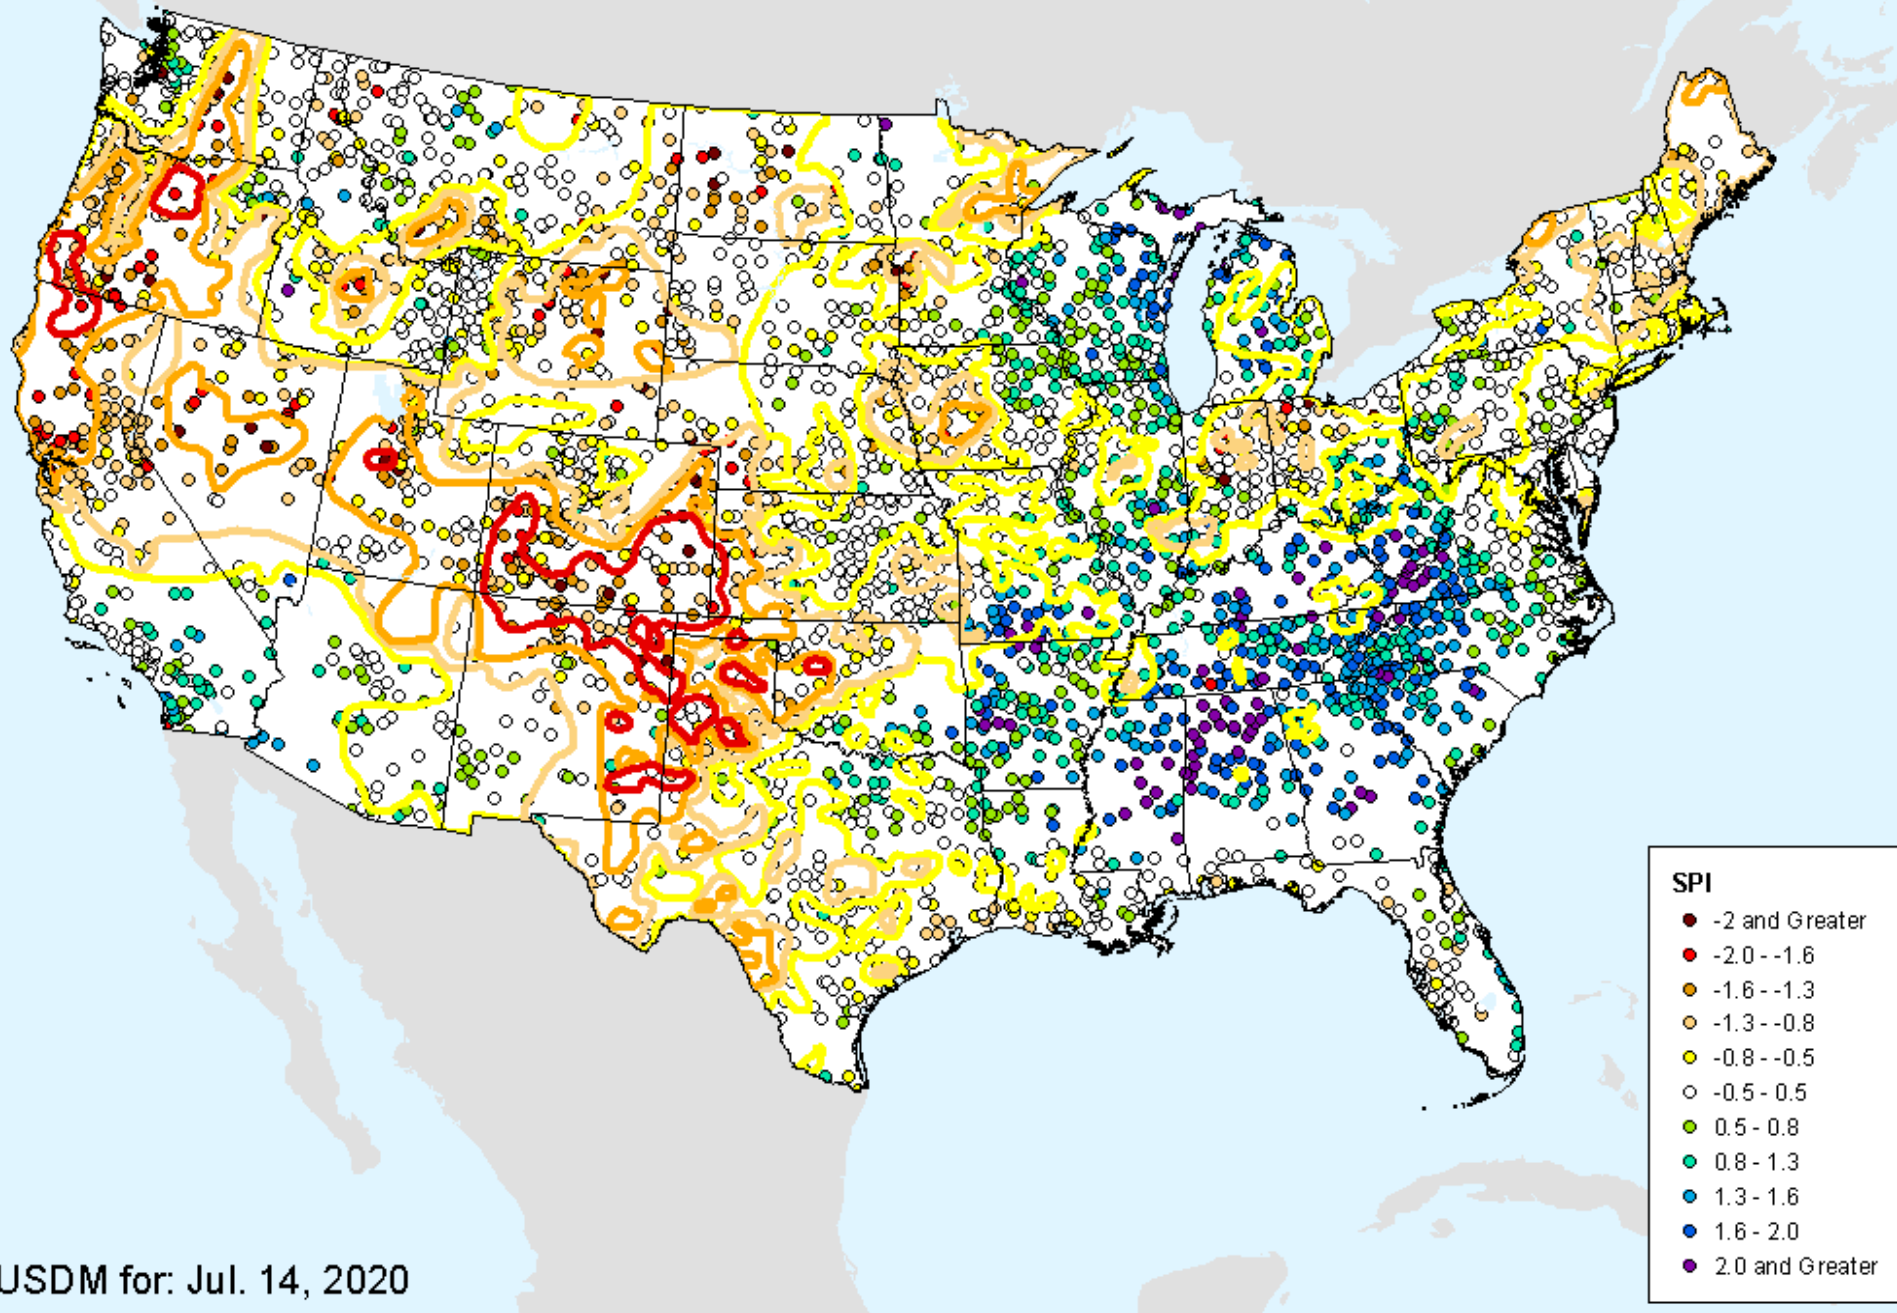 SPI
-2 and Greater
-2.0 - -1.6
-1.6 - -1.3
-1.3 - -0.8
-0.8 - -0.5
-0.5 - 0.5
0.5 - 0.8
0.8 - 1.3
1.3 - 1.6
1.6 - 2.0
2.0 and Greater
USDM for: Jul. 14, 2020